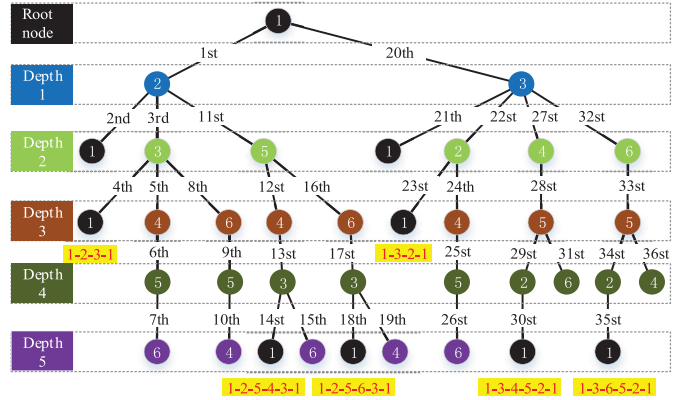 Root node 1
1st 20th
Depth 1 2 3
2nd 3rd 11st 21th 22st 27st 32st
Depth 2 1 3 5 1 2 4 6
4th 5th 8th 12st 16th 23st 24th 28st 33st
Depth 3 1 4 6 4 6 1 4 5 5
1-2-3-1 1-3-2-1
6th 9th 13st 17st 25st 29st 31st 34st 36st
Depth 4 5 5 3 3 5 2 6 2 4
7th 10th 14st 15th 18th 19th 26st 30st 35st
Depth 5 6 4 1 6 1 4 6 1 1
1-2-5-4-3-1 1-2-5-6-3-1 1-3-4-5-2-1 1-3-6-5-2-1